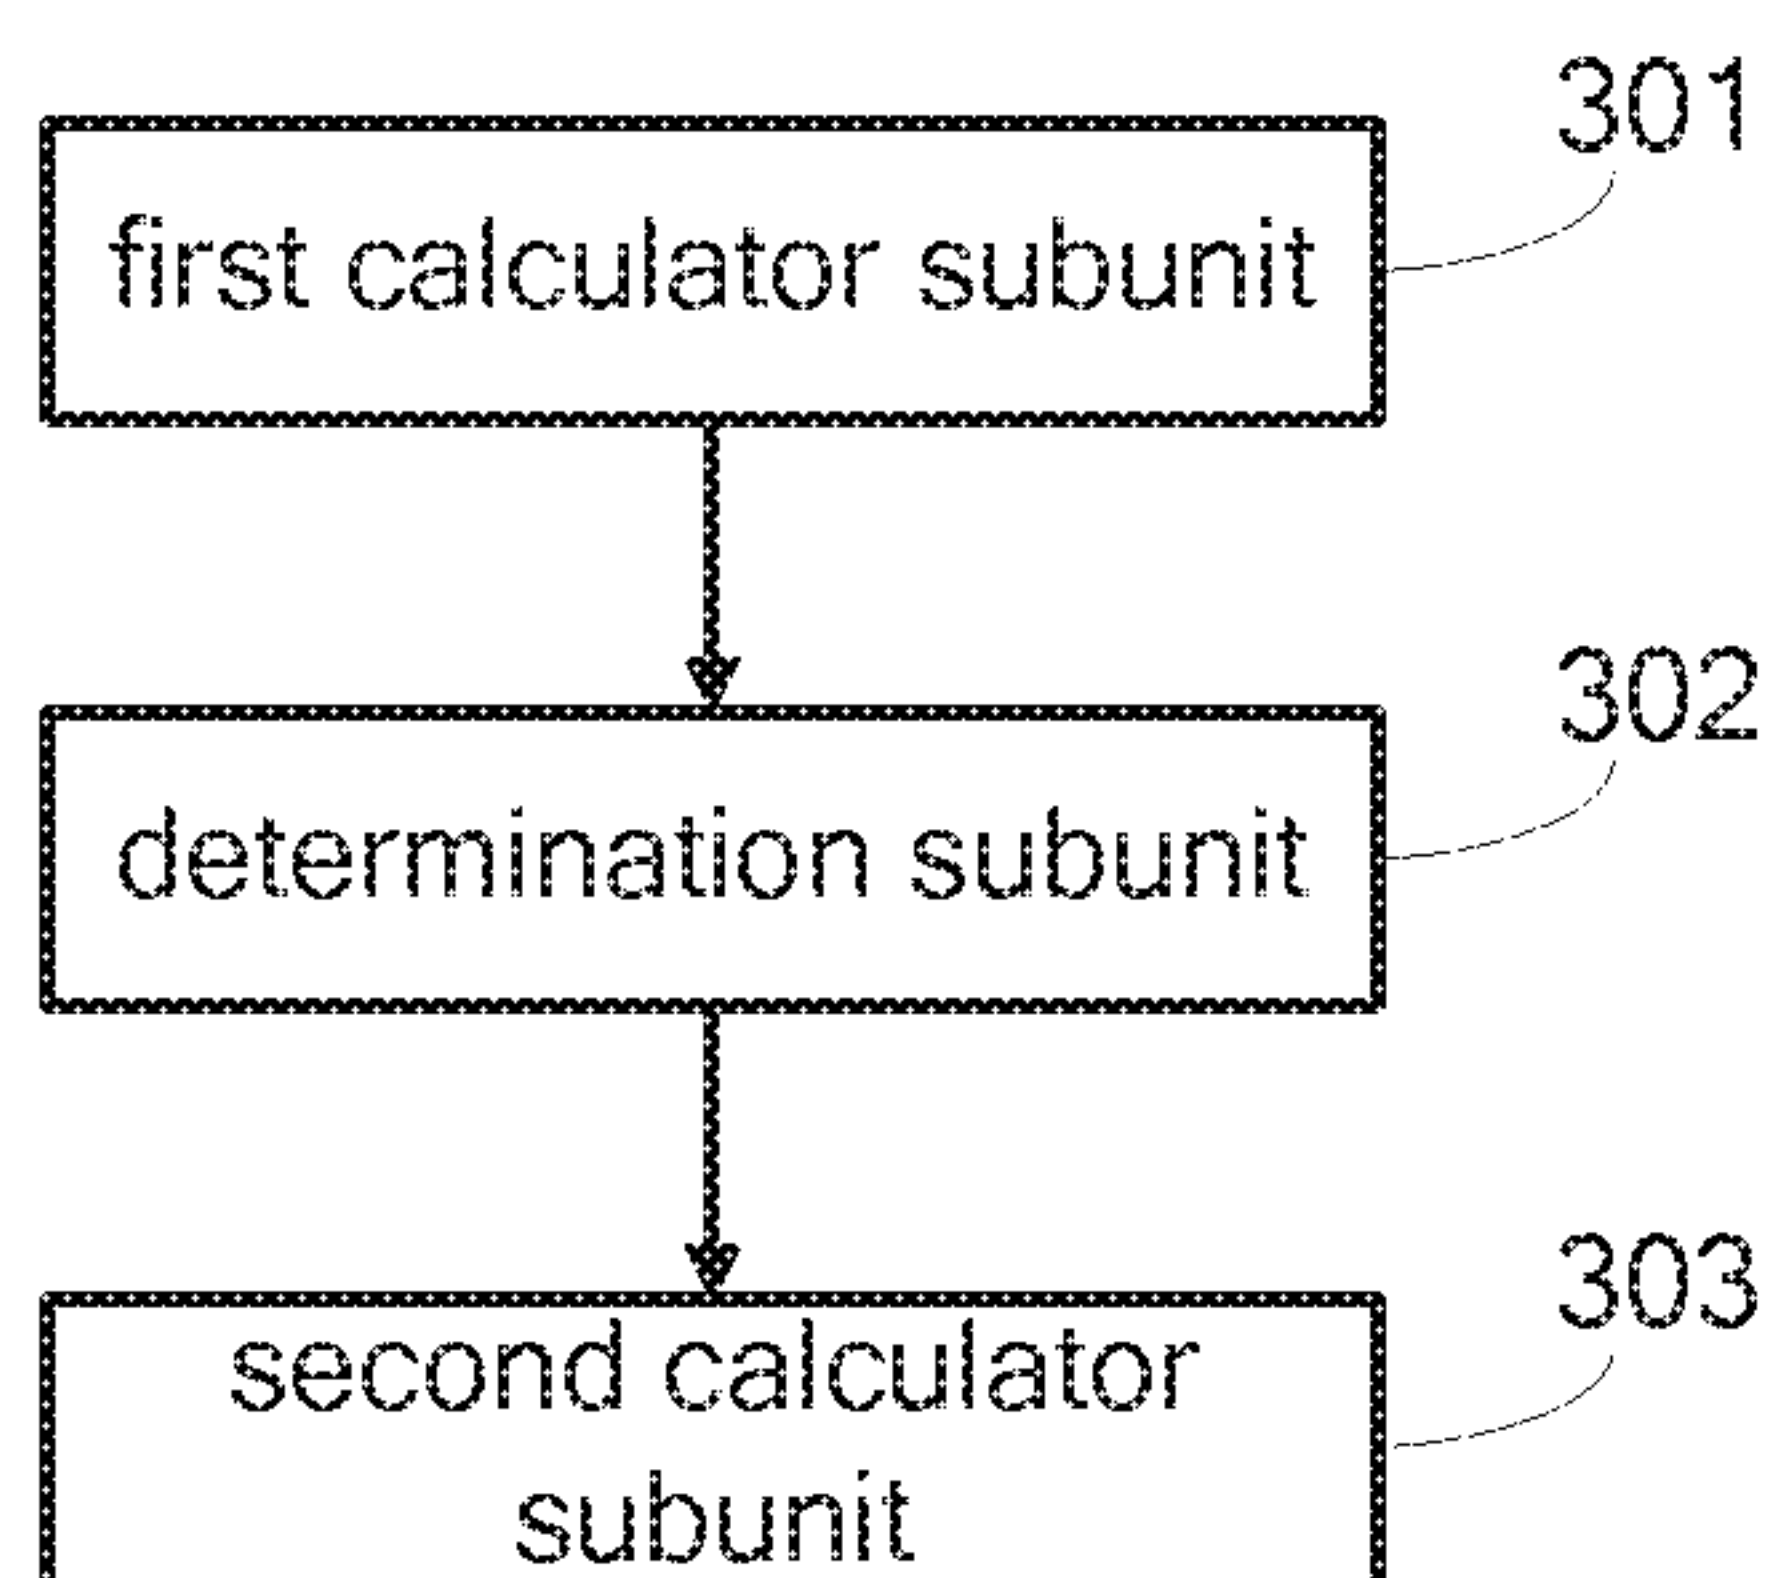 301
first calculator subunit
302
determination subunit
303
second calculator
subunit